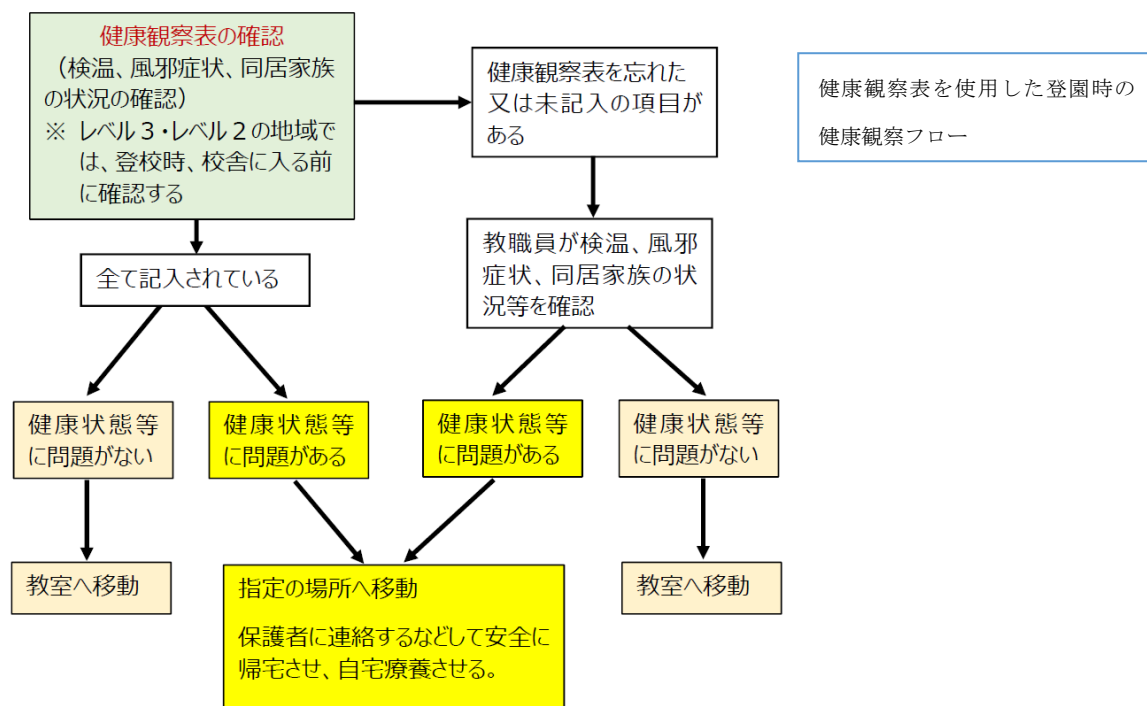 健康観察表の確認
（検温、風邪症状、同居家族
の状況の確認）
※ レベル３・レベル２の地域で
は、登校時、校舎に入る前
に確認する
健康観察表を忘れた
又は未記入の項目が
ある
健康観察表を使用した登園時の
健康観察フロー
全て記入されている
教職員が検温、風邪
症状、同居家族の状
況等を確認
健康状態等
に問題がない
健康状態等
に問題がある
健康状態等
に問題がある
健康状態等
に問題がない
教室へ移動
指定の場所へ移動
保護者に連絡するなどして安全に
帰宅させ、自宅療養させる。
教室へ移動